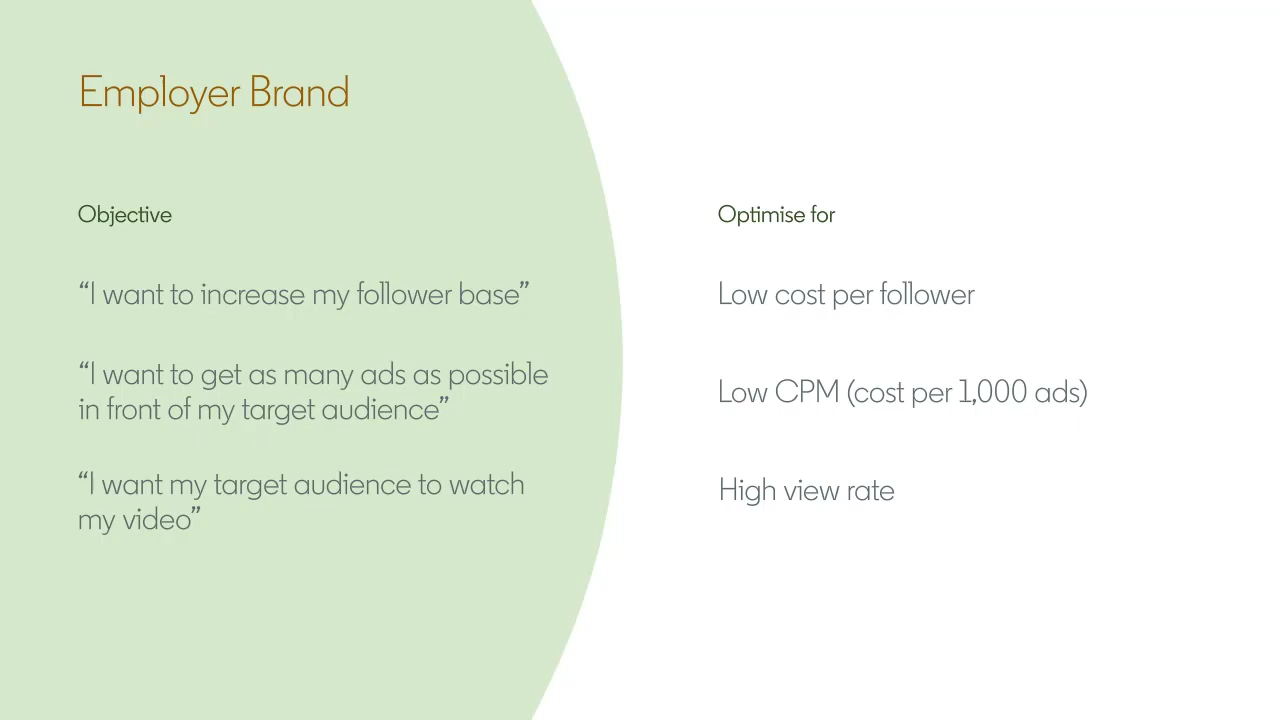 Employer Brand
Objective
Optimise for
“I want to increase my follower base”
Low cost per follower
“I want to get as many ads as possible
in front of my target audience”
Low CPM (cost per 1,000 ads)
“I want my target audience to watch
my video”
High view rate